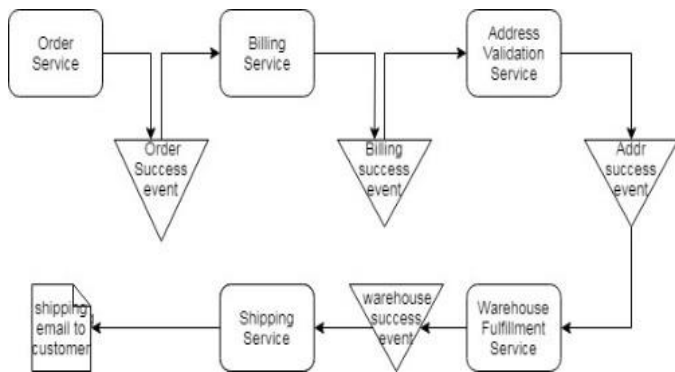 Order
Service
Billing
Service
Address
Validation
Service
Order
Success
event
Billing
success
event
Addr
success
event
shipping
email to
customer
Shipping
Service
warehouse
success
event
Warehouse
Fulfillment
Service